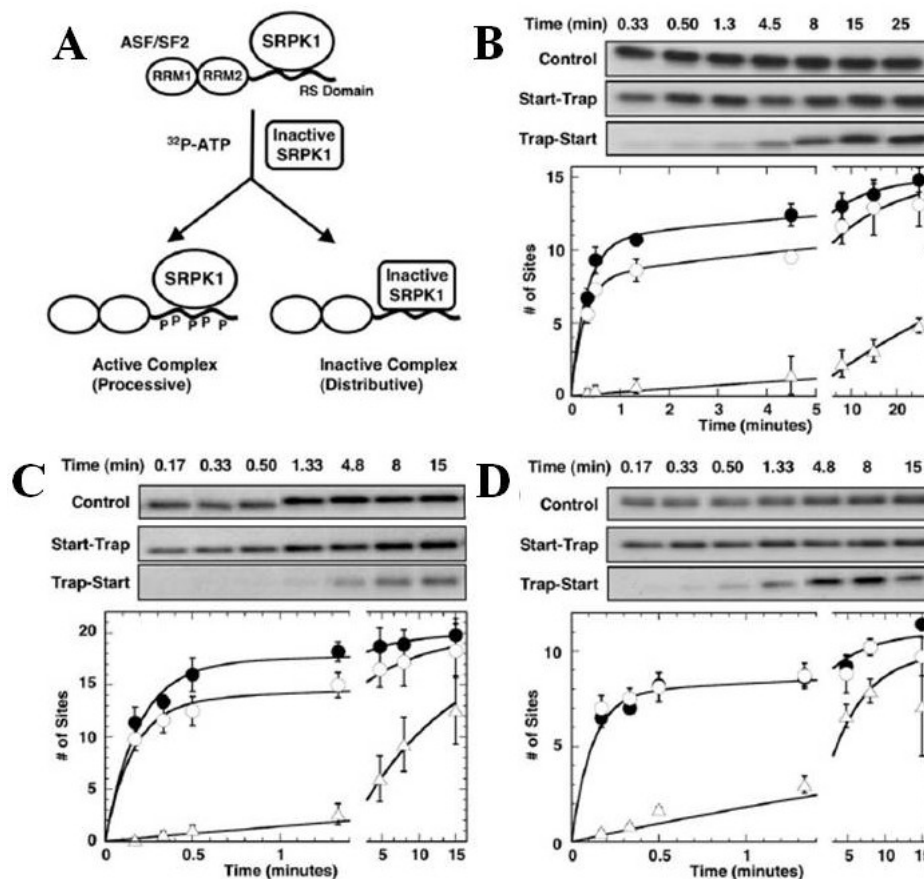 A
ASF/SF2
SRPK1
RRM1 RRM2
RS Domain
32P-ATP
Inactive
SRPK1
SRPK1
Inactive
SRPK1
P P P P P
Active Complex
(Processive)
Inactive Complex
(Distributive)
B
Time (min) 0.33 0.50 1.3 4.5 8 15 25
Control
Start-Trap
Trap-Start
# of Sites
15
10
5
0
0 1 2 3 4 5 10 20
Time (minutes)
C
Time (min) 0.17 0.33 0.50 1.33 4.8 8 15
Control
Start-Trap
Trap-Start
# of Sites
20
15
10
5
0
0 0.5 1 5 10 15
Time (minutes)
D
Time (min) 0.17 0.33 0.50 1.33 4.8 8 15
Control
Start-Trap
Trap-Start
# of Sites
10
5
0
0 0.5 1 5 10 15
Time (minutes)